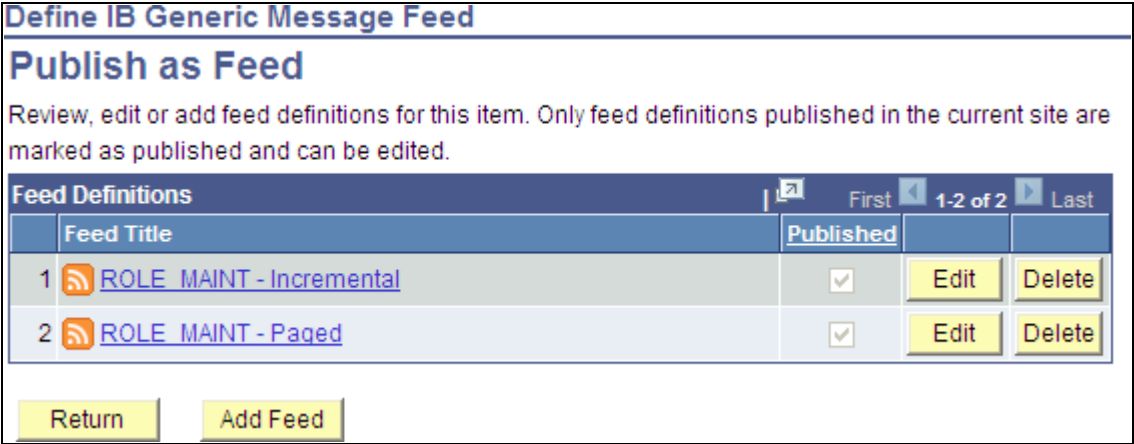 Define IB Generic Message Feed
Publish as Feed
Review, edit or add feed definitions for this item. Only feed definitions published in the current site are
marked as published and can be edited.
Feed Definitions | First 1-2 of 2 Last
Feed Title Published
1 ROLE_MAINT - Incremental Edit Delete
2 ROLE_MAINT - Paged Edit Delete
Return Add Feed